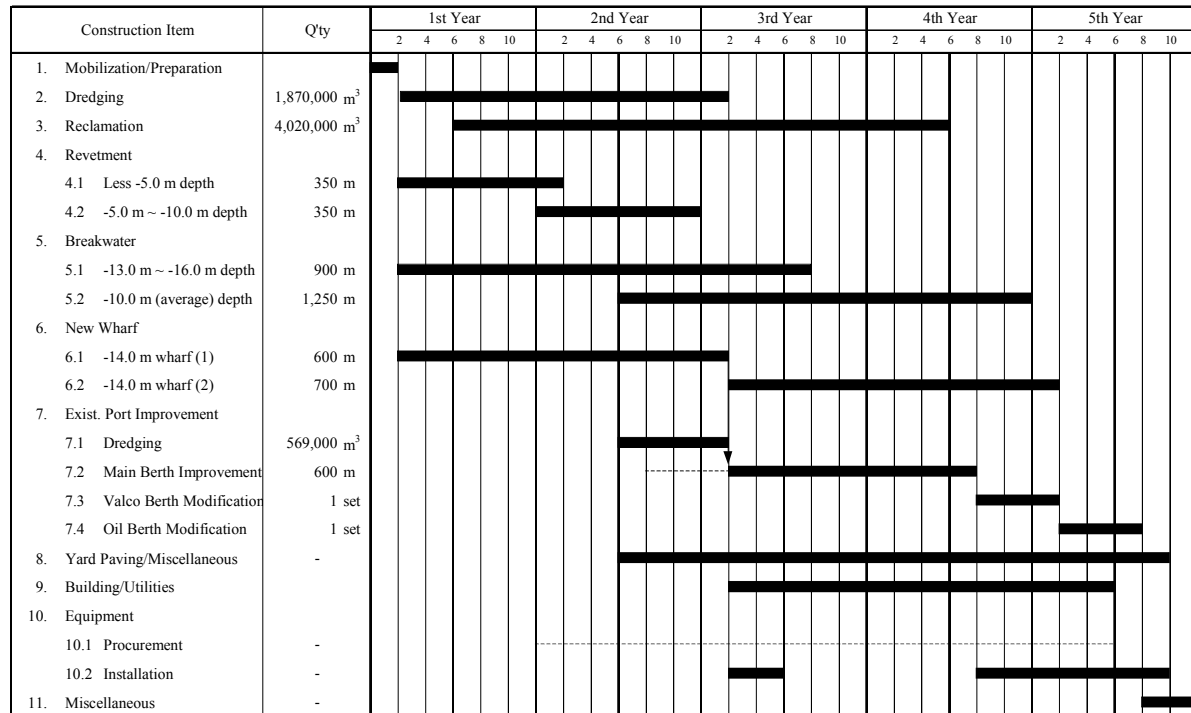 Construction Item Q'ty 1st Year 2nd Year 3rd Year 4th Year 5th Year
2 4 6 8 10 2 4 6 8 10 2 4 6 8 10 2 4 6 8 10 2 4 6 8 10
1. Mobilization/Preparation
2. Dredging 1,870,000 m³
3. Reclamation 4,020,000 m³
4. Revetment
4.1 Less -5.0 m depth 350 m
4.2 -5.0 m ~ -10.0 m depth 350 m
5. Breakwater
5.1 -13.0 m ~ -16.0 m depth 900 m
5.2 -10.0 m (average) depth 1,250 m
6. New Wharf
6.1 -14.0 m wharf (1) 600 m
6.2 -14.0 m wharf (2) 700 m
7. Exist. Port Improvement
7.1 Dredging 569,000 m³
7.2 Main Berth Improvement 600 m
7.3 Valco Berth Modification 1 set
7.4 Oil Berth Modification 1 set
8. Yard Paving/Miscellaneous -
9. Building/Utilities -
10. Equipment
10.1 Procurement -
10.2 Installation -
11. Miscellaneous -